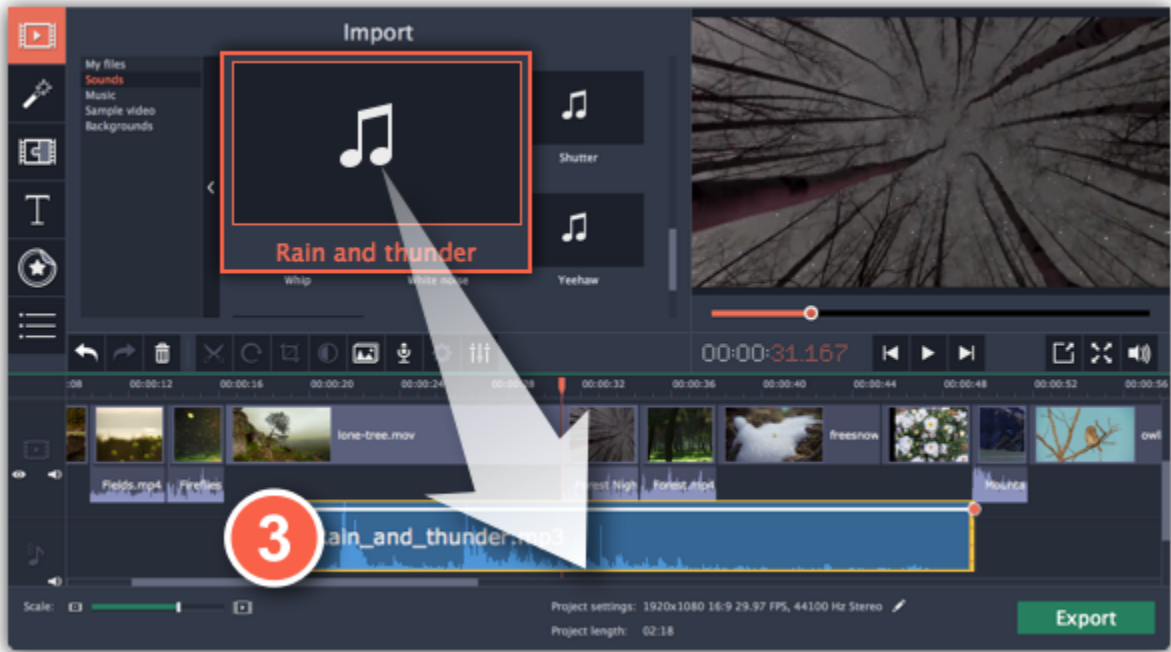 Import
My files
Sounds
Music
Sample video
Backgrounds
T
Shutter
Rain and thunder
Whip
White noise
Yeehaw
00:00:31.167
:08 00:00:12 00:00:16 00:00:20 00:00:24 00:00:28 00:00:32 00:00:36 00:00:40 00:00:44 00:00:48 00:00:52 00:00:56
lone-tree.mov
freesnow
owl
Fields.mp4
Fireflies
Forest Nigh
Forest.mp4
Mounta
3
Rain_and_thunder.mp3
Scale:
Project settings: 1920x1080 16:9 29.97 FPS, 44100 Hz Stereo
Project length: 02:18
Export